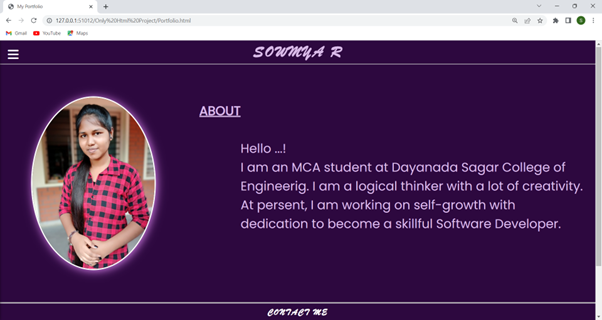 My Portfolio
127.0.0.1:51012/Only%20Html%20Project/Portfolio.html
S
Gmail
YouTube
Maps
SOWMYA R
ABOUT
Hello ...!
I am an MCA student at Dayanada Sagar College of
Engineerig. I am a logical thinker with a lot of creativity.
At persent, I am working on self-growth with
dedication to become a skillful Software Developer.
CONTACT ME